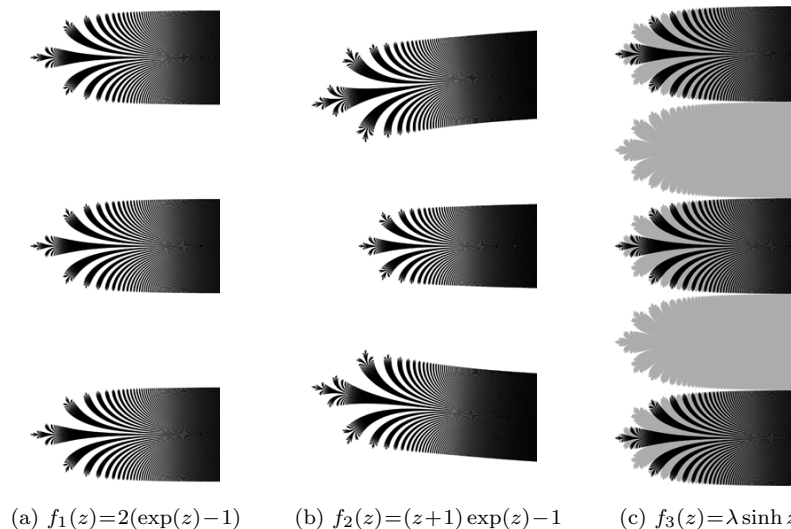 (a) f₁(z)=2(exp(z)−1)
(b) f₂(z)=(z+1) exp(z)−1
(c) f₃(z)=λ sinh z